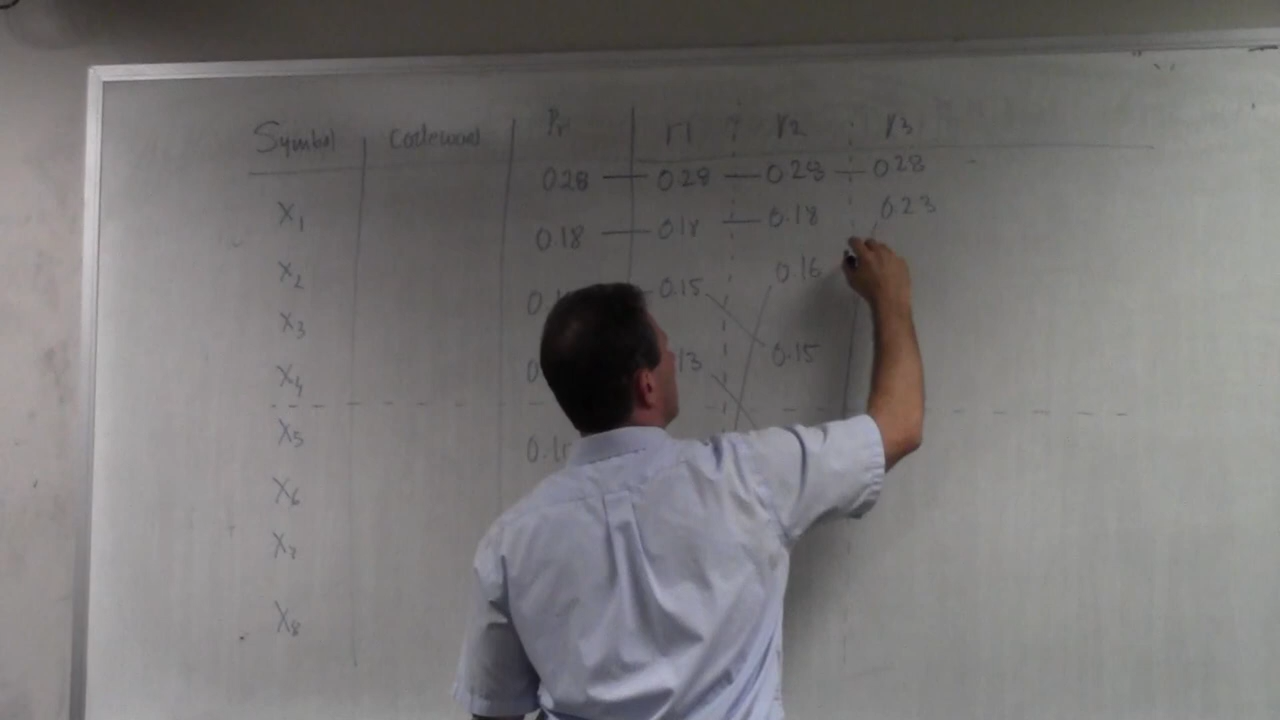 Symbol Codeword Pr r1 r2 r3
0.28 0.28 0.28 0.28
X1 0.18 0.18 0.18 0.23
X2 0.15 0.16
X3 0.15
X4 13
X5
X6
X7
X8